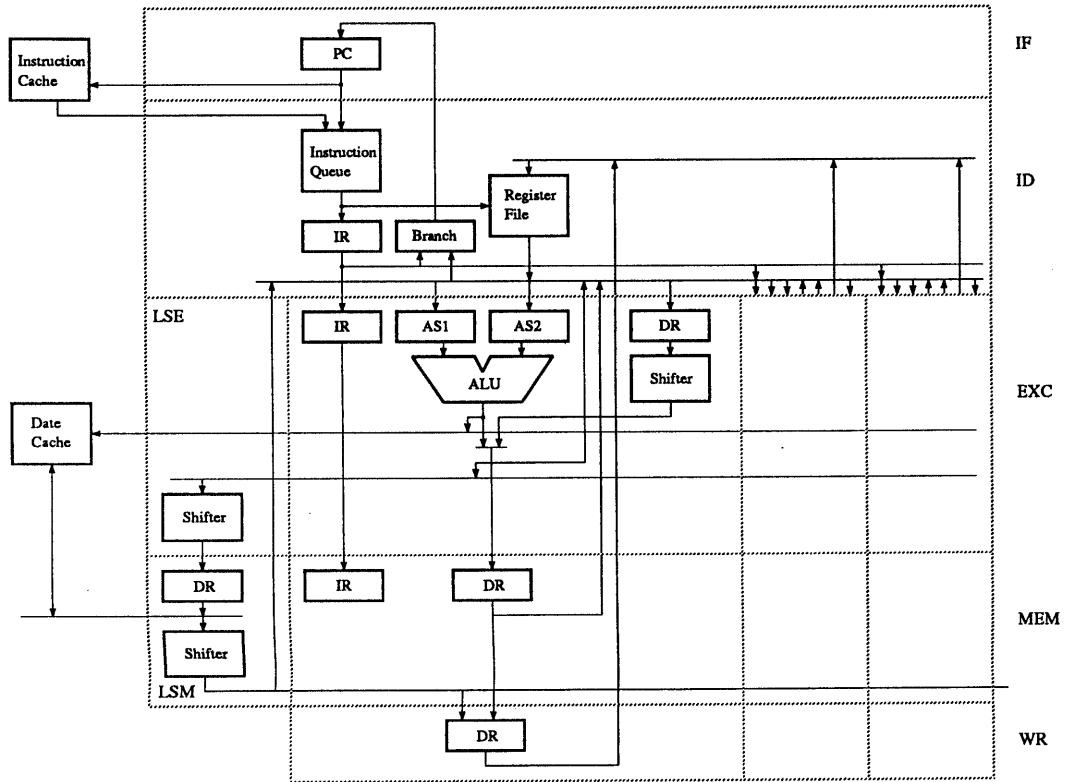 IF
PC
Instruction
Cache
Instruction
Queue
ID
Register
File
IR
Branch
LSE
IR
AS1
AS2
DR
ALU
Shifter
EXC
Date
Cache
Shifter
DR
IR
DR
MEM
Shifter
LSM
DR
WR